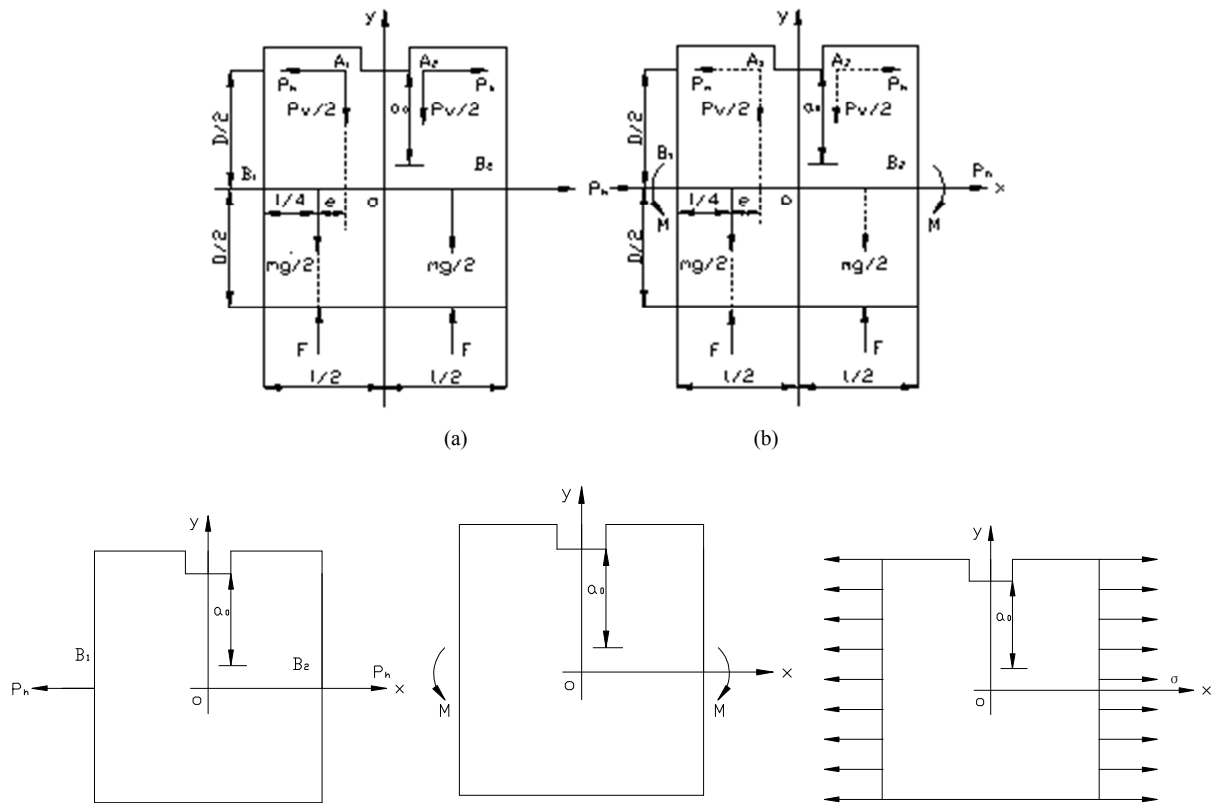 y
y
A₁ A₂
A₁ A₂
Pₕ Pₕ
Pₕ Pₕ
Pv/2 a₀ Pv/2
Pv/2 a₀ Pv/2
D/2
D/2
B₁ B₂
B₁ B₂
Pₕ Pₕ x
l/4 e o
l/4 e o
M M
D/2
D/2
mg/2 mg/2
mg/2 mg/2
F F
F F
l/2 l/2
l/2 l/2
(a) (b)
y
y
y
a₀
a₀
a₀
B₁ B₂
Pₕ Pₕ
o x
M M
o x
σ
o x